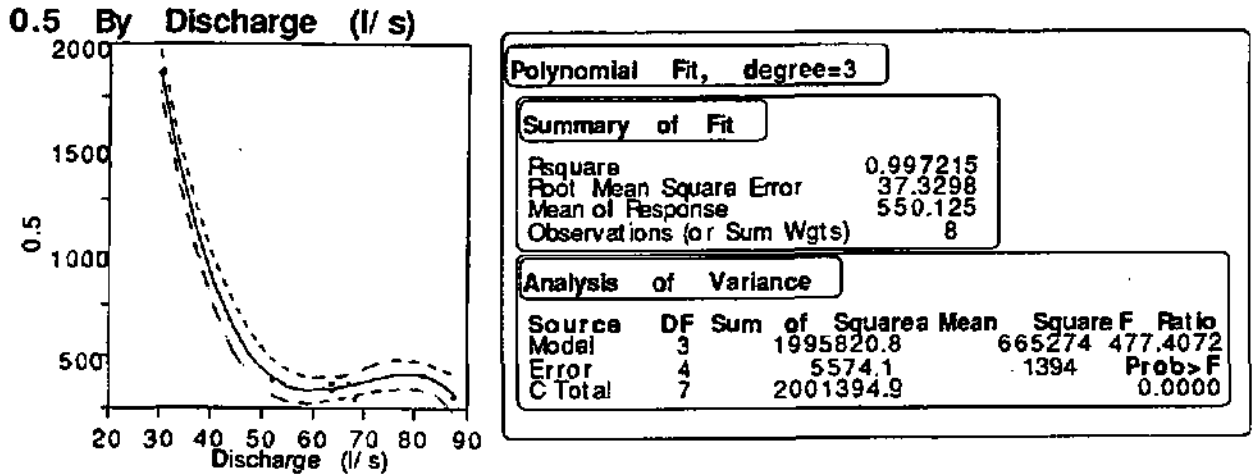 0.5 By Discharge (l/ s)
2000
1500
1000
500
0.5
20 30 40 50 60 70 80 90
Discharge (l/ s)
Polynomial Fit, degree=3
Summary of Fit
Rsquare 0.997215
Root Mean Square Error 37.3298
Mean of Response 550.125
Observations (or Sum Wgts) 8
Analysis of Variance
Source DF Sum of Squarea Mean Square F Ratio
Model 3 1995820.8 665274 477.4072
Error 4 5574.1 1394 Prob>F
C Total 7 2001394.9 0.0000